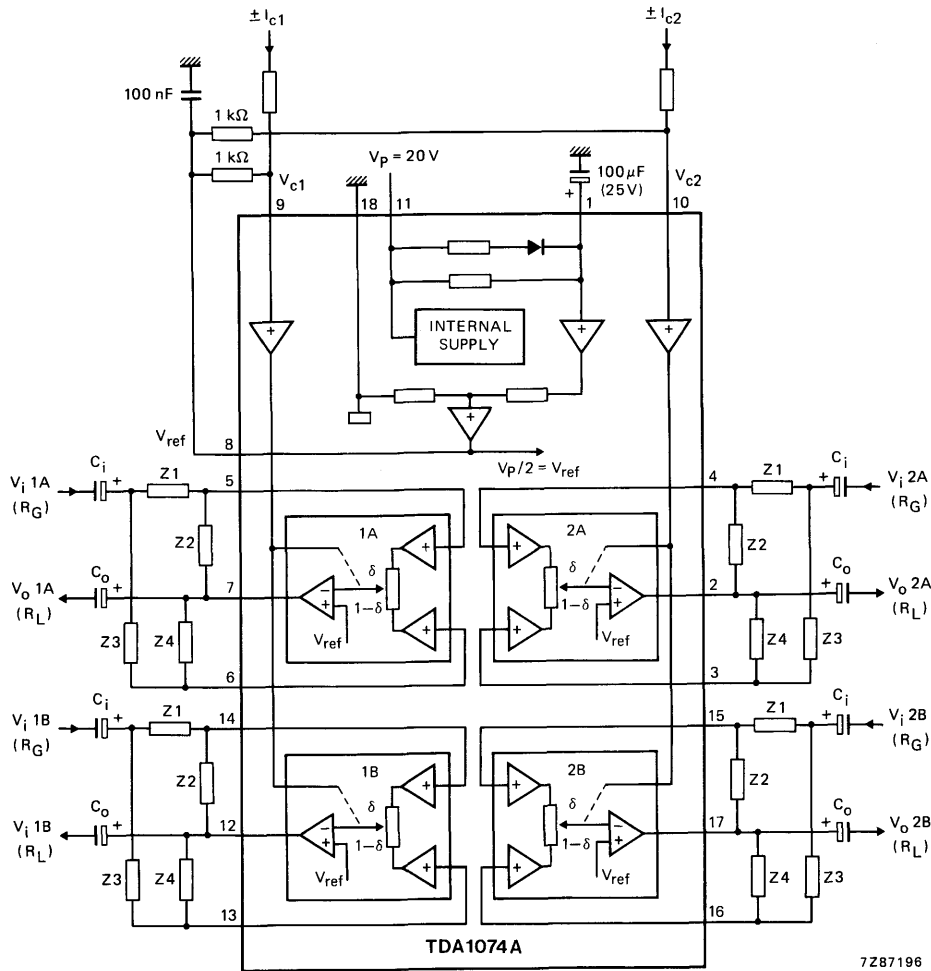 ± Ic1
± Ic2
100 nF
1 kΩ
1 kΩ
Vc1
VP = 20 V
100 µF
(25V)
Vc2
9
18
11
+
1
10
+
INTERNAL
SUPPLY
+
+
+
Vref
8
VP/2 = Vref
Vi 1A
(RG)
Ci
+
Z1
5
4
Z1
+
Ci
Vi 2A
(RG)
Z2
1A
+
+
2A
Z2
Vo 1A
(RL)
Co
+
7
δ
−
+
1−δ
Vref
+
δ
−
+
1−δ
Vref
+
2
+
Co
Vo 2A
(RL)
Z3
Z4
6
3
Z4
Z3
Vi 1B
(RG)
Ci
+
Z1
14
15
Z1
+
Ci
Vi 2B
(RG)
Z2
1B
+
+
2B
Z2
Vi 1B
(RL)
Co
+
12
δ
−
+
1−δ
Vref
+
δ
−
+
1−δ
Vref
+
17
+
Co
Vo 2B
(RL)
Z3
Z4
13
16
Z4
Z3
TDA1074A
7Z87196